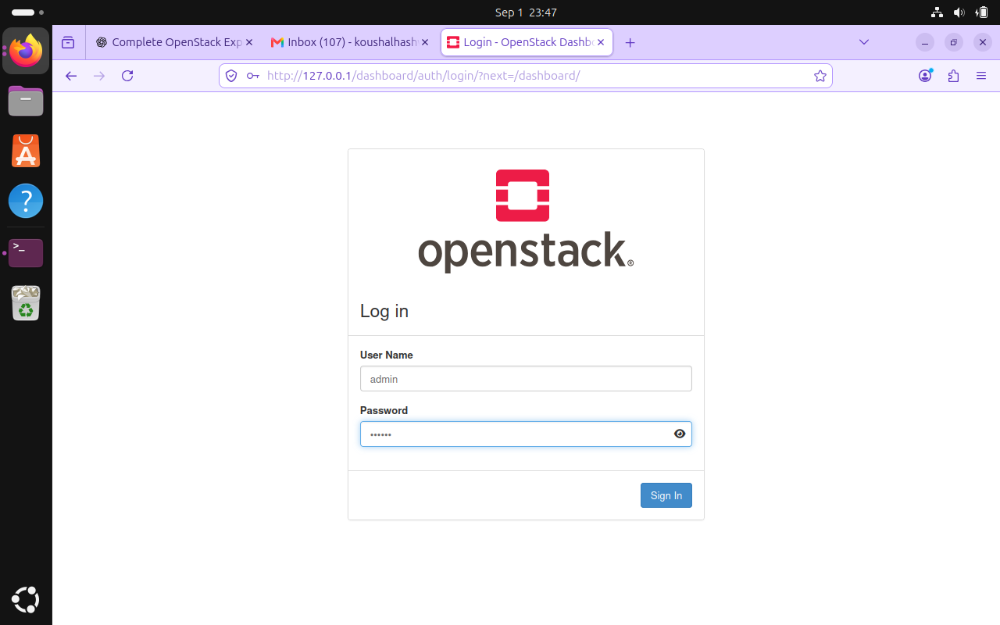 Sep 1 23:47
Complete OpenStack Exp
Inbox (107) - koushalhash
Login - OpenStack Dashb
http://127.0.0.1/dashboard/auth/login/?next=/dashboard/
openstack®
Log in
User Name
admin
Password
••••••
Sign In